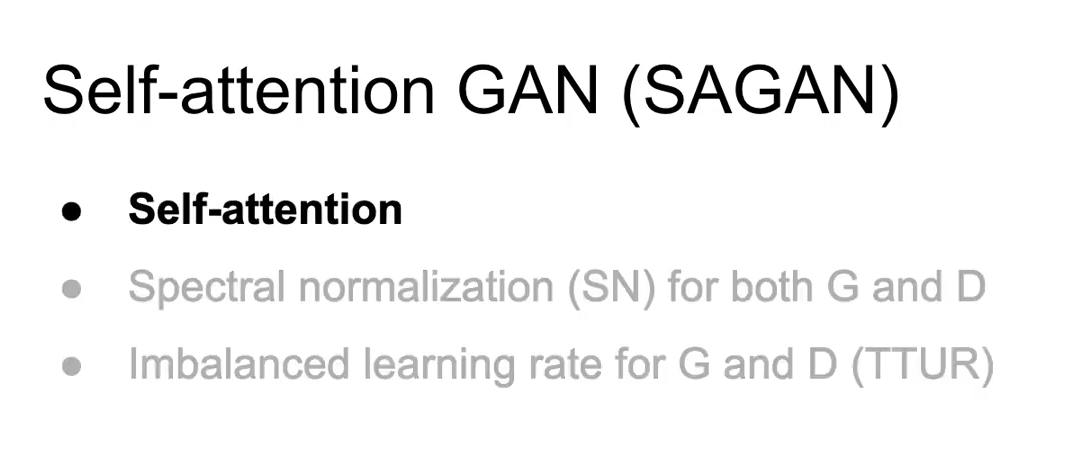 Self-attention GAN (SAGAN)
● Self-attention
● Spectral normalization (SN) for both G and D
● Imbalanced learning rate for G and D (TTUR)